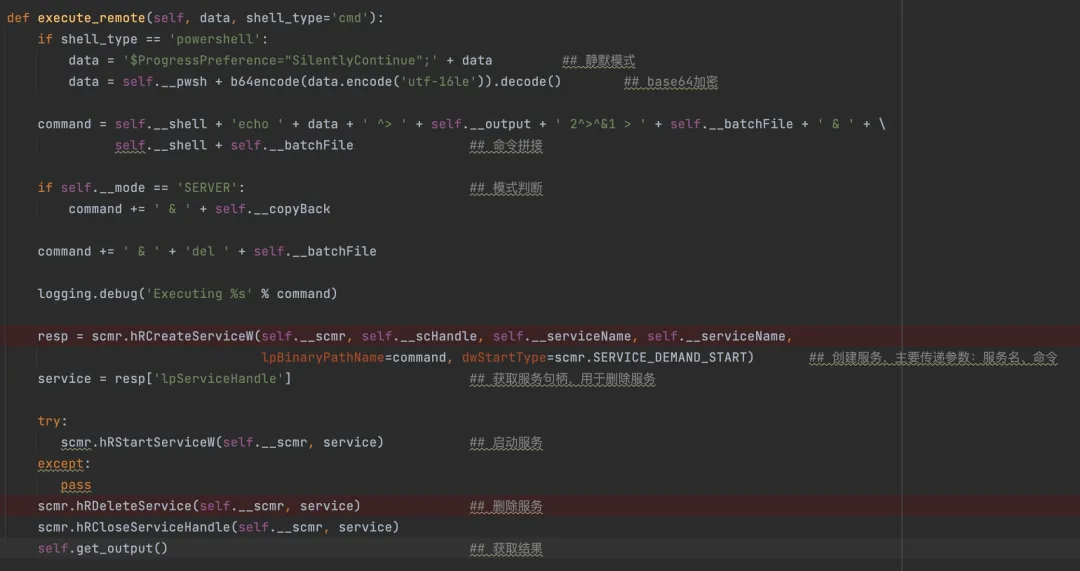 def execute_remote(self, data, shell_type='cmd'):
if shell_type == 'powershell':
data = '$ProgressPreference="SilentlyContinue";' + data ## 静默模式
data = self.__pwsh + b64encode(data.encode('utf-16le')).decode() ## base64加密
command = self.__shell + 'echo ' + data + ' ^> ' + self.__output + ' 2^>^&1 > ' + self.__batchFile + ' & ' + \
self.__shell + self.__batchFile ## 命令拼接
if self.__mode == 'SERVER': ## 模式判断
command += ' & ' + self.__copyBack
command += ' & ' + 'del ' + self.__batchFile
logging.debug('Executing %s' % command)
resp = scmr.hRCreateServiceW(self.__scmr, self.__scHandle, self.__serviceName, self.__serviceName,
lpBinaryPathName=command, dwStartType=scmr.SERVICE_DEMAND_START) ## 创建服务，主要传递参数：服务名、命令
service = resp['lpServiceHandle'] ## 获取服务句柄，用于删除服务
try:
scmr.hRStartServiceW(self.__scmr, service) ## 启动服务
except:
pass
scmr.hRDeleteService(self.__scmr, service) ## 删除服务
scmr.hRCloseServiceHandle(self.__scmr, service)
self.get_output() ## 获取结果